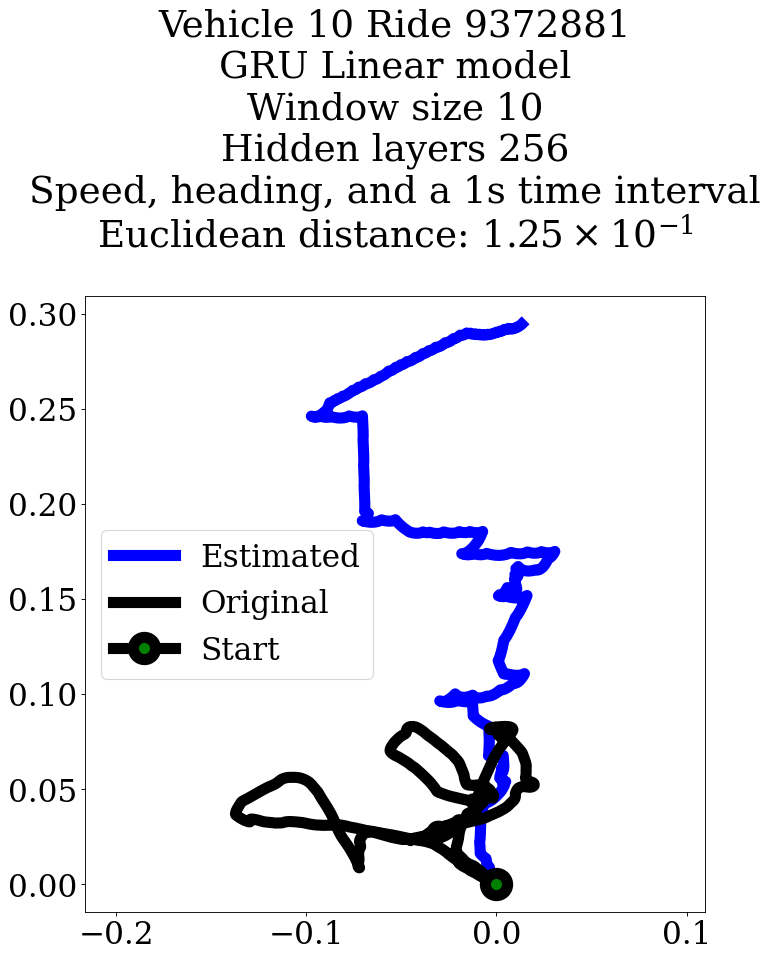 Vehicle 10 Ride 9372881
GRU Linear model
Window size 10
Hidden layers 256
Speed, heading, and a 1s time interval
Euclidean distance: 1.25 × 10⁻¹
0.30
0.25
0.20
0.15
0.10
0.05
0.00
Estimated
Original
Start
−0.2
−0.1
0.0
0.1